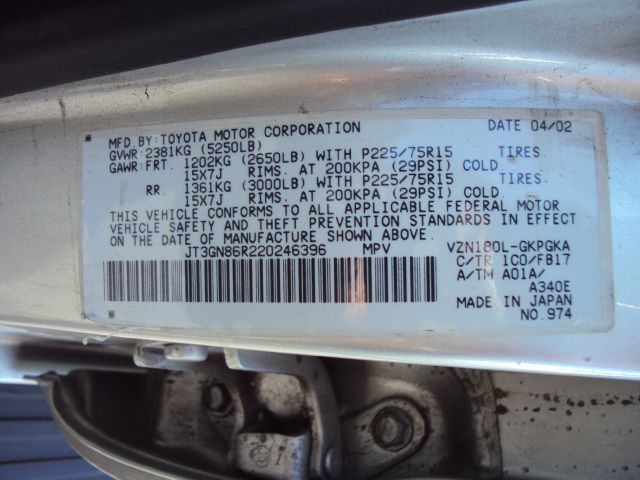 MFD.BY:TOYOTA MOTOR CORPORATION DATE 04/02
GVWR:2381KG (5250LB)
GAWR:FRT. 1202KG (2650LB) WITH P225/75R15 TIRES.
15X7J RIMS. AT 200KPA (29PSI) COLD
RR. 1361KG (3000LB) WITH P225/75R15 TIRES.
15X7J RIMS. AT 200KPA (29PSI) COLD.
THIS VEHICLE CONFORMS TO ALL APPLICABLE FEDERAL MOTOR
VEHICLE SAFETY AND THEFT PREVENTION STANDARDS IN EFFECT
ON THE DATE OF MANUFACTURE SHOWN ABOVE.
JT3GN86R220246396 MPV VZN180L-GKPGKA
C/TR 1C0/FB17
A/TM A01A/
A340E
MADE IN JAPAN
NO.974